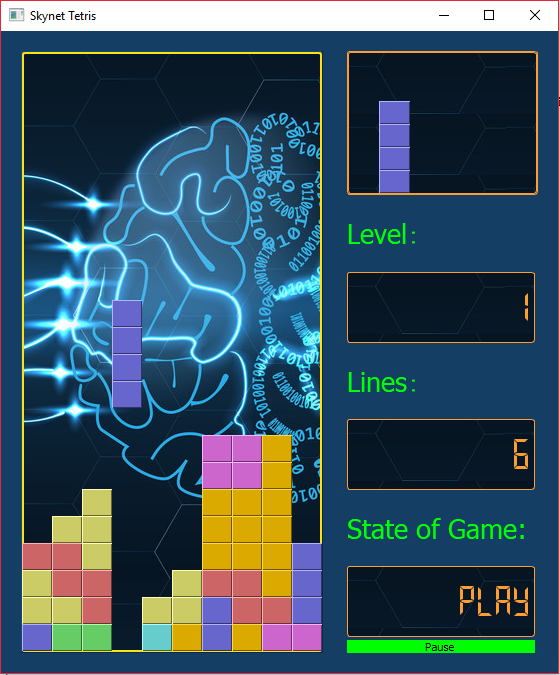 Skynet Tetris
Level:
1
Lines:
6
State of Game:
PLAY
Pause